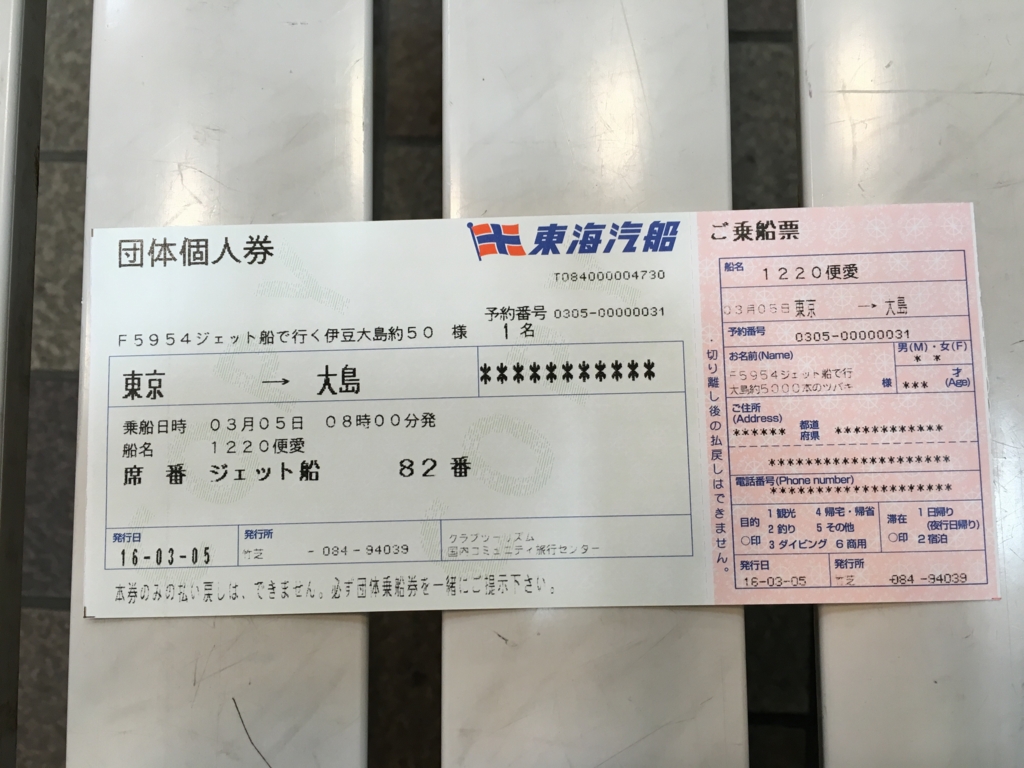 団体個人券
東海汽船
T084000004730
予約番号 0305-00000031
F5954ジェット船で行く伊豆大島約50 様 1名
東京 → 大島
***********
乗船日時 03月05日 08時00分発
船名 1220便愛
席 番 ジェット船 82番
発行日
16-03-05
発行所
竹芝 -084-94039
クラブツーリズム
国内コミュニティ旅行センター
本券のみの払い戻しは、できません。必ず団体乗船券を一緒にご提示下さい。
・切り離し後の払戻しはできません。
ご乗船票
船名 1220便愛
03月05日 東京 → 大島
予約番号 0305-00000031
お名前(Name)
F5954ジェット船で行
大島約5000本のツバキ 様
男(M)・女(F)
* *
*** 才(Age)
ご住所
(Address)
****** 都道府県 ************
********************
電話番号(Phone number)
********************
目的 ○印
1 観光 4 帰宅・帰省
2 釣り 5 その他
3 ダイビング 6 商用
滞在 ○印
1 日帰り
(夜行日帰り)
2 宿泊
発行日
16-03-05
発行所
竹芝 -084-94039